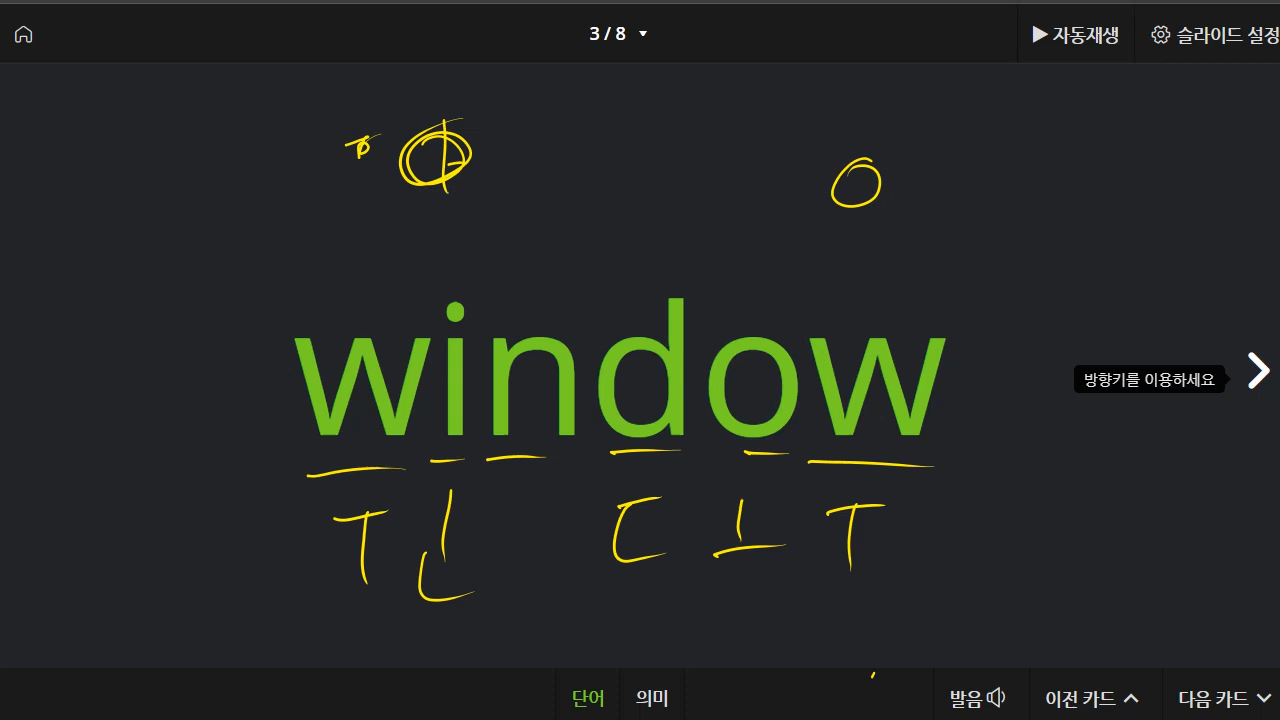 3 / 8
자동재생
슬라이드 설정
window
방향키를 이용하세요
ㅜ ㅣ ㄴ ㄷ ㅗ ㅜ
단어
의미
발음
이전 카드
다음 카드